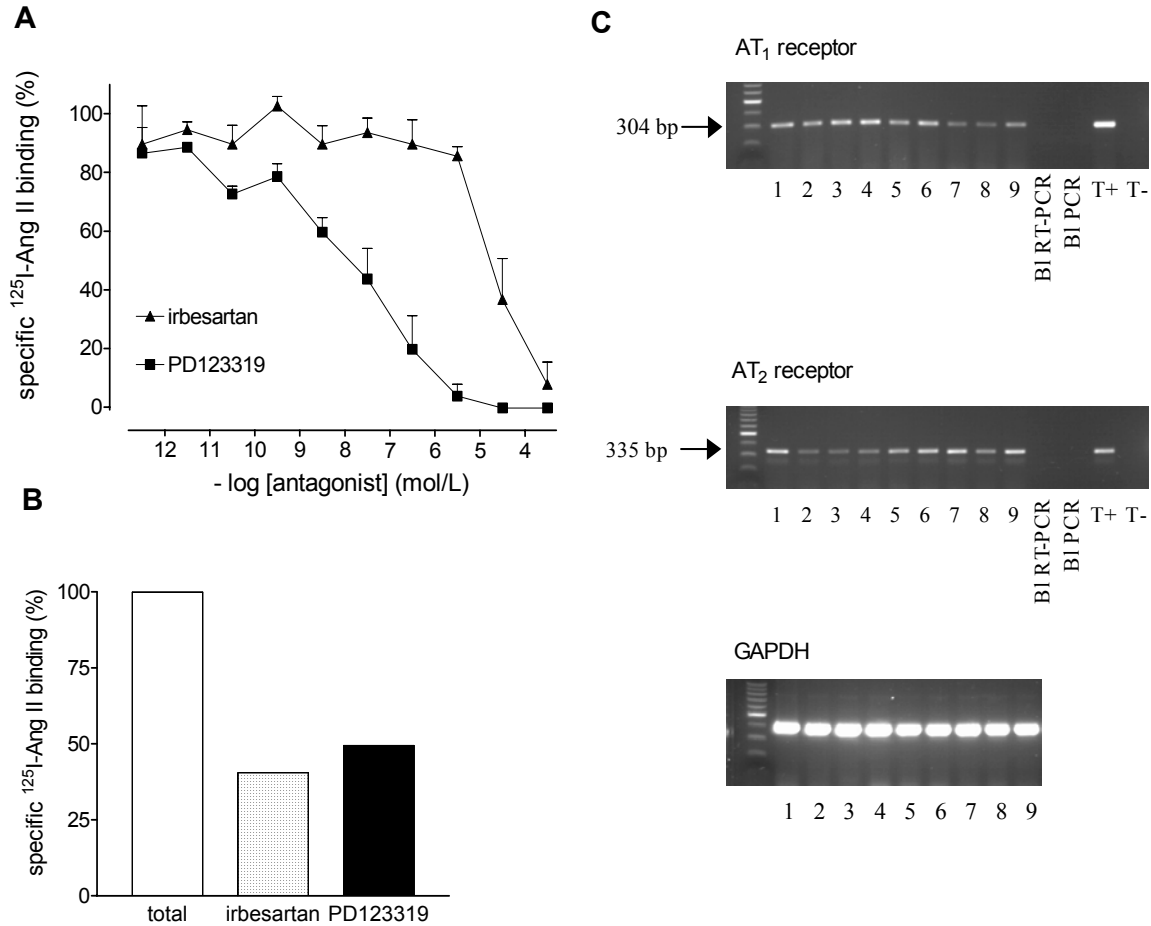 A
specific ¹²⁵I-Ang II binding (%)
100
80
60
40
20
0
irbesartan
PD123319
12 11 10 9 8 7 6 5 4
- log [antagonist] (mol/L)
B
specific ¹²⁵I-Ang II binding (%)
100
75
50
25
0
total irbesartan PD123319
C
AT₁ receptor
304 bp
1 2 3 4 5 6 7 8 9 Bl RT-PCR Bl PCR T+ T-
AT₂ receptor
335 bp
1 2 3 4 5 6 7 8 9 Bl RT-PCR Bl PCR T+ T-
GAPDH
1 2 3 4 5 6 7 8 9